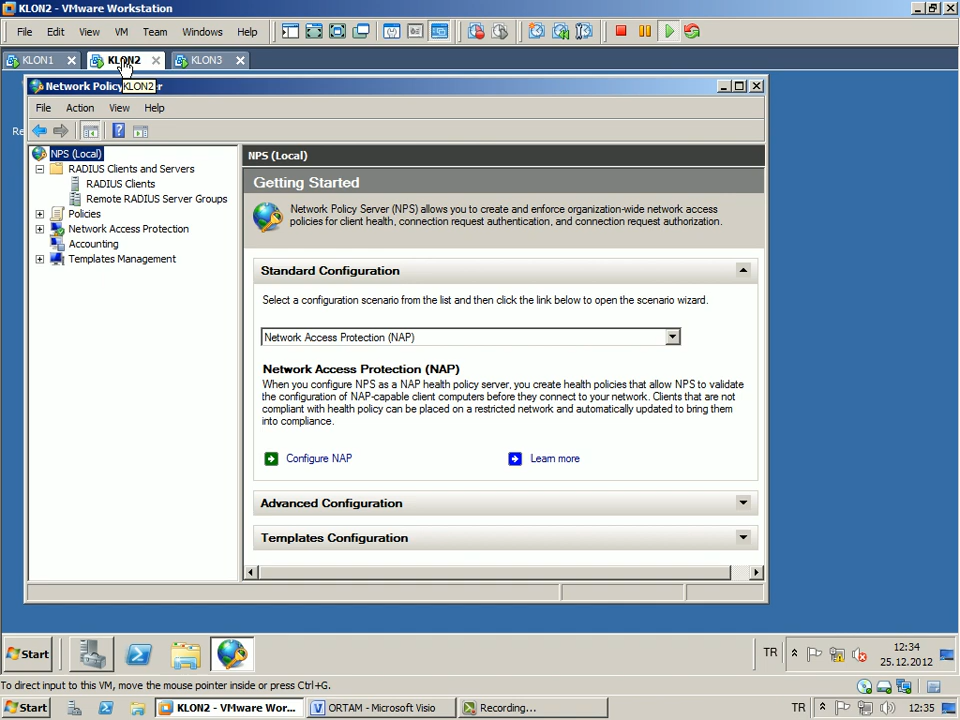 KLON2 - VMware Workstation
File Edit View VM Team Windows Help
KLON1 KLON2 KLON3
KLON2
Network Policy er
File Action View Help
Re
NPS (Local)
RADIUS Clients and Servers
RADIUS Clients
Remote RADIUS Server Groups
Policies
Network Access Protection
Accounting
Templates Management
NPS (Local)
Getting Started
Network Policy Server (NPS) allows you to create and enforce organization-wide network access
policies for client health, connection request authentication, and connection request authorization.
Standard Configuration
Select a configuration scenario from the list and then click the link below to open the scenario wizard.
Network Access Protection (NAP)
Network Access Protection (NAP)
When you configure NPS as a NAP health policy server, you create health policies that allow NPS to validate
the configuration of NAP-capable client computers before they connect to your network. Clients that are not
compliant with health policy can be placed on a restricted network and automatically updated to bring them
into compliance.
Configure NAP Learn more
Advanced Configuration
Templates Configuration
Start TR 12:34
25.12.2012
To direct input to this VM, move the mouse pointer inside or press Ctrl+G.
Start KLON2 - VMware Wor... ORTAM - Microsoft Visio Recording... TR 12:35